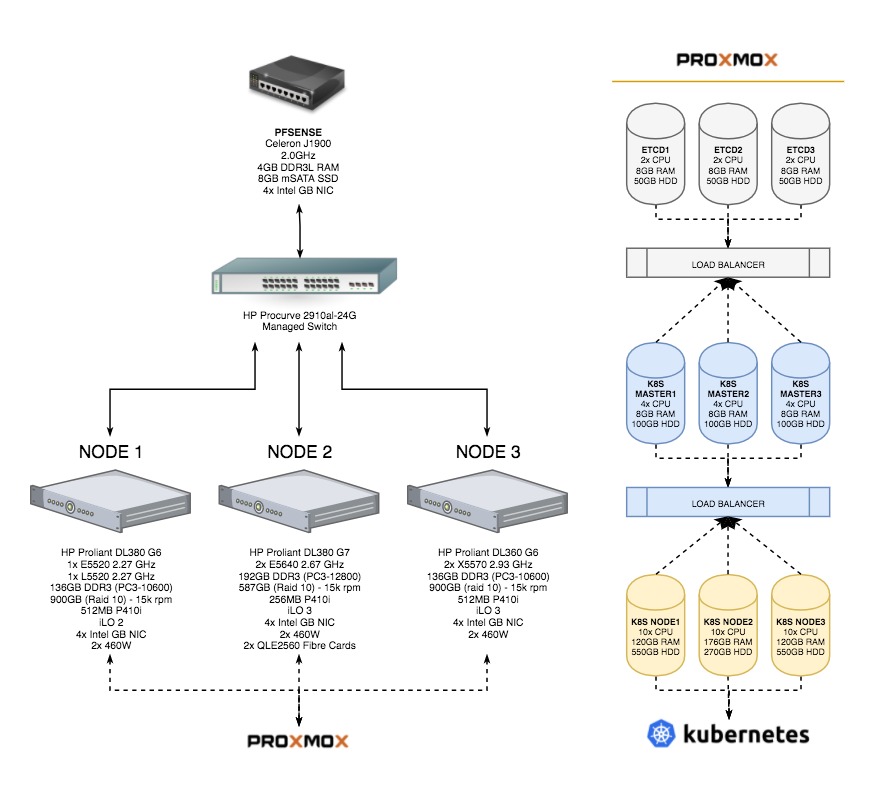 PFSENSE
Celeron J1900
2.0GHz
4GB DDR3L RAM
8GB mSATA SSD
4x Intel GB NIC
HP Procurve 2910al-24G
Managed Switch
NODE 1
HP Proliant DL380 G6
1x E5520 2.27 GHz
1x L5520 2.27 GHz
136GB DDR3 (PC3-10600)
900GB (Raid 10) - 15k rpm
512MB P410i
iLO 2
4x Intel GB NIC
2x 460W
NODE 2
HP Proliant DL380 G7
2x E5640 2.67 GHz
192GB DDR3 (PC3-12800)
587GB (Raid 10) - 15k rpm
256MB P410i
iLO 3
4x Intel GB NIC
2x 460W
2x QLE2560 Fibre Cards
NODE 3
HP Proliant DL360 G6
2x X5570 2.93 GHz
136GB DDR3 (PC3-10600)
900GB (Raid 10) - 15k rpm
512MB P410i
iLO 3
4x Intel GB NIC
2x 460W
PROXMOX
PROXMOX
ETCD1
2x CPU
8GB RAM
50GB HDD
ETCD2
2x CPU
8GB RAM
50GB HDD
ETCD3
2x CPU
8GB RAM
50GB HDD
LOAD BALANCER
K8S
MASTER1
4x CPU
8GB RAM
100GB HDD
K8S
MASTER2
4x CPU
8GB RAM
100GB HDD
K8S
MASTER3
4x CPU
8GB RAM
100GB HDD
LOAD BALANCER
K8S NODE1
10x CPU
120GB RAM
550GB HDD
K8S NODE2
10x CPU
176GB RAM
270GB HDD
K8S NODE3
10x CPU
120GB RAM
550GB HDD
kubernetes